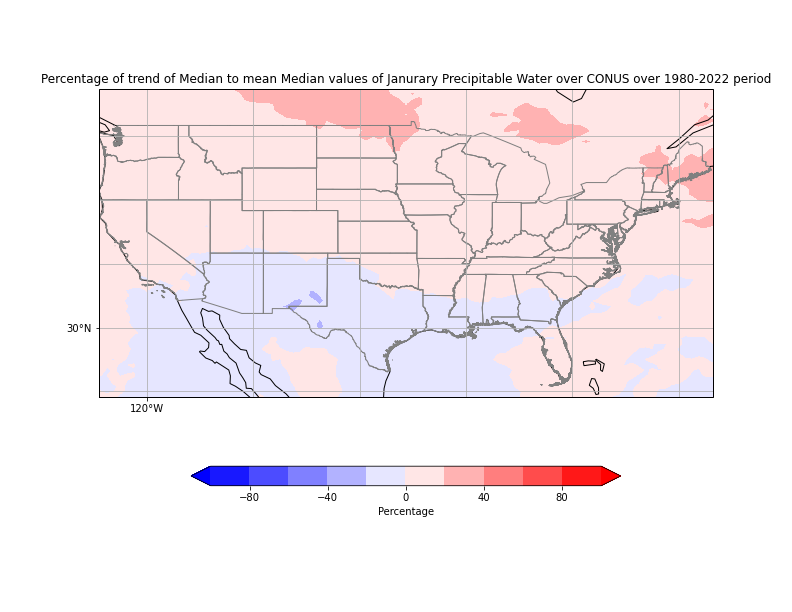 Percentage of trend of Median to mean Median values of Janurary Precipitable Water over CONUS over 1980-2022 period
30°N
120°W
−80 −40 0 40 80
Percentage